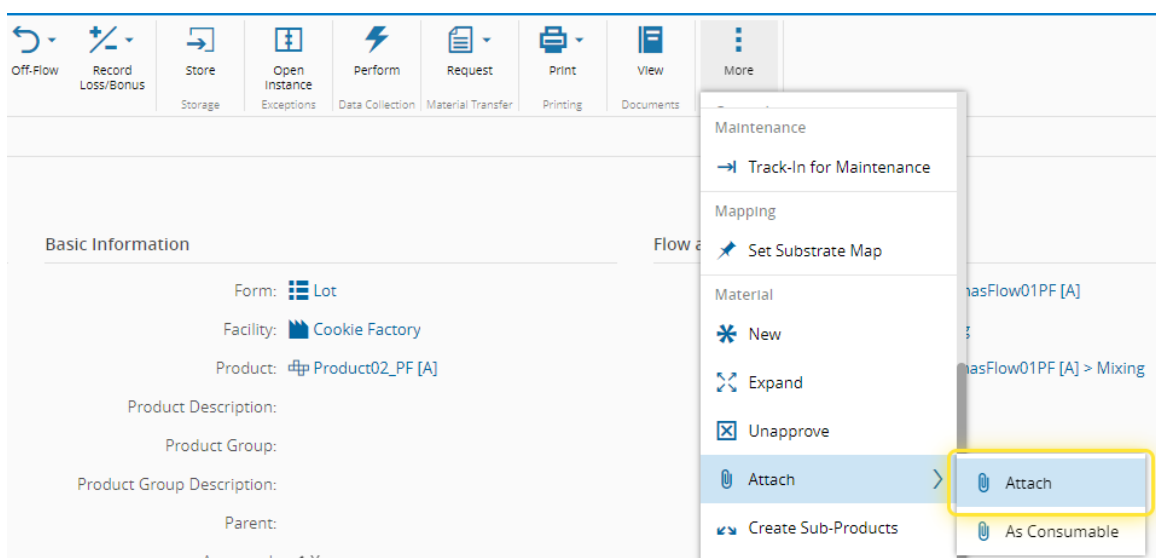 Off-Flow
Record Loss/Bonus
Store
Open Instance
Perform
Request
Print
View
More
Storage
Exceptions
Data Collection
Material Transfer
Printing
Documents
Maintenance
Track-In for Maintenance
Mapping
Set Substrate Map
Material
New
Expand
Unapprove
Attach
Create Sub-Products
Attach
As Consumable
Basic Information
Form: Lot
Facility: Cookie Factory
Product: Product02_PF [A]
Product Description:
Product Group:
Product Group Description:
Parent:
Flow
nasFlow01PF [A]
nasFlow01PF [A] > Mixing